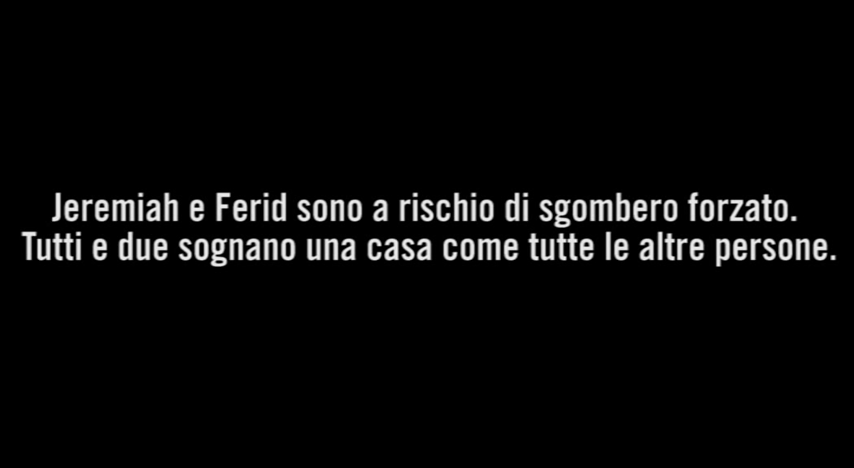 Jeremiah e Ferid sono a rischio di sgombero forzato.
Tutti e due sognano una casa come tutte le altre persone.